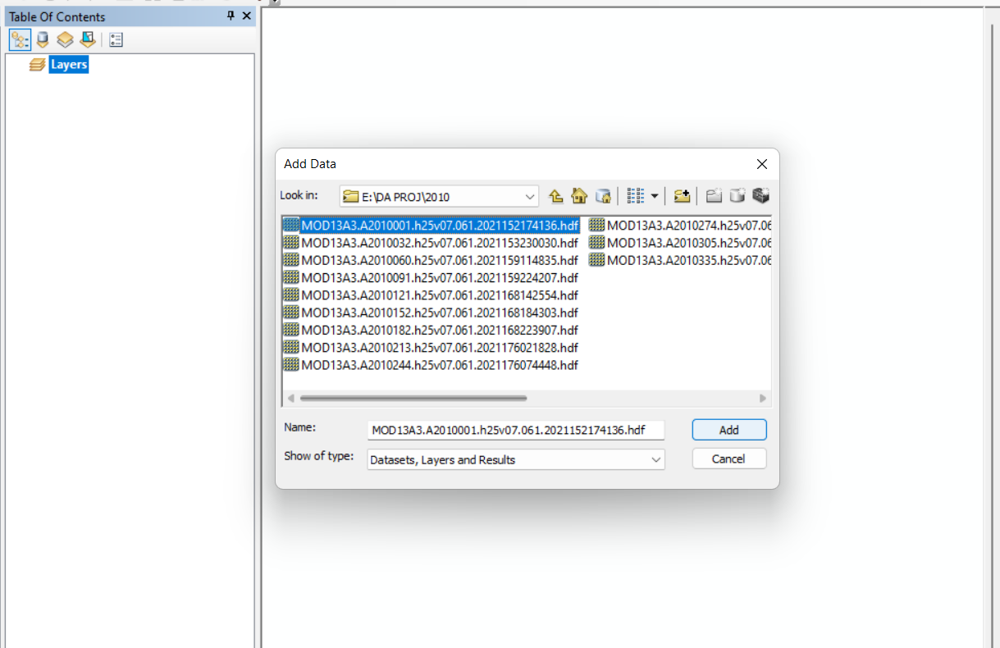 Table Of Contents
Layers
Add Data
Look in:
E:\DA PROJ\2010
MOD13A3.A2010001.h25v07.061.2021152174136.hdf
MOD13A3.A2010032.h25v07.061.2021153230030.hdf
MOD13A3.A2010060.h25v07.061.2021159114835.hdf
MOD13A3.A2010091.h25v07.061.2021159224207.hdf
MOD13A3.A2010121.h25v07.061.2021168142554.hdf
MOD13A3.A2010152.h25v07.061.2021168184303.hdf
MOD13A3.A2010182.h25v07.061.2021168223907.hdf
MOD13A3.A2010213.h25v07.061.2021176021828.hdf
MOD13A3.A2010244.h25v07.061.2021176074448.hdf
MOD13A3.A2010274.h25v07.06
MOD13A3.A2010305.h25v07.06
MOD13A3.A2010335.h25v07.06
Name:
MOD13A3.A2010001.h25v07.061.2021152174136.hdf
Add
Show of type:
Datasets, Layers and Results
Cancel